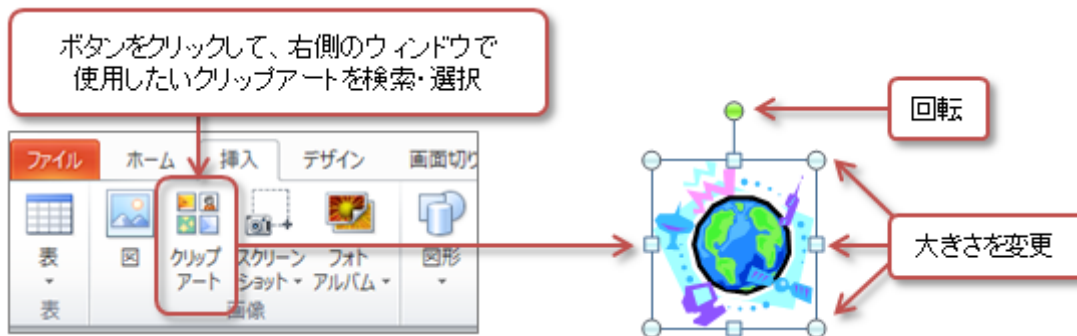 ボタンをクリックして、右側のウィンドウで
使用したいクリップアートを検索・選択
回転
ファイル ホーム 挿入 デザイン 画面切り
表 図 クリップ スクリーン フォト 図形
アート ショット アルバム
表 画像
大きさを変更